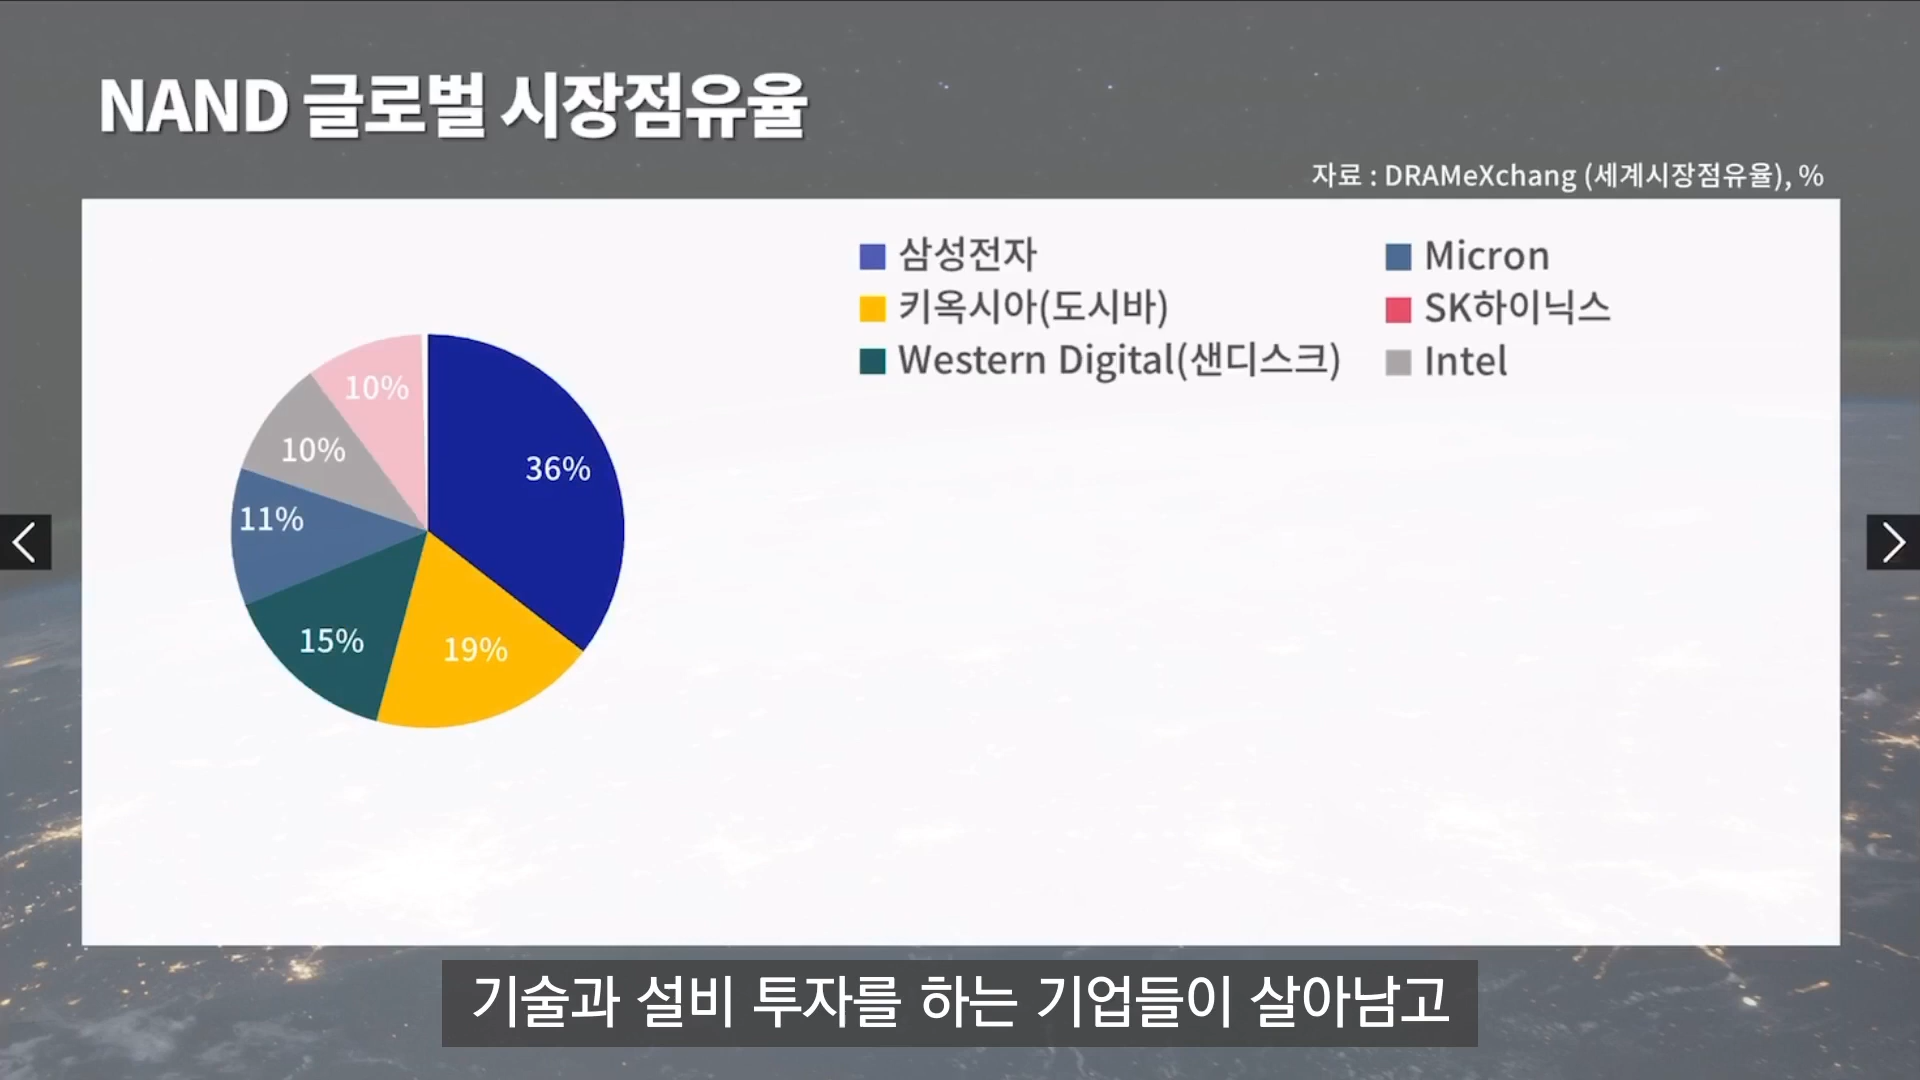 NAND 글로벌 시장점유율
자료 : DRAMeXchang (세계시장점유율), %
삼성전자
Micron
키옥시아(도시바)
SK하이닉스
Western Digital(샌디스크)
Intel
10%
36%
10%
11%
15%
19%
기술과 설비 투자를 하는 기업들이 살아남고